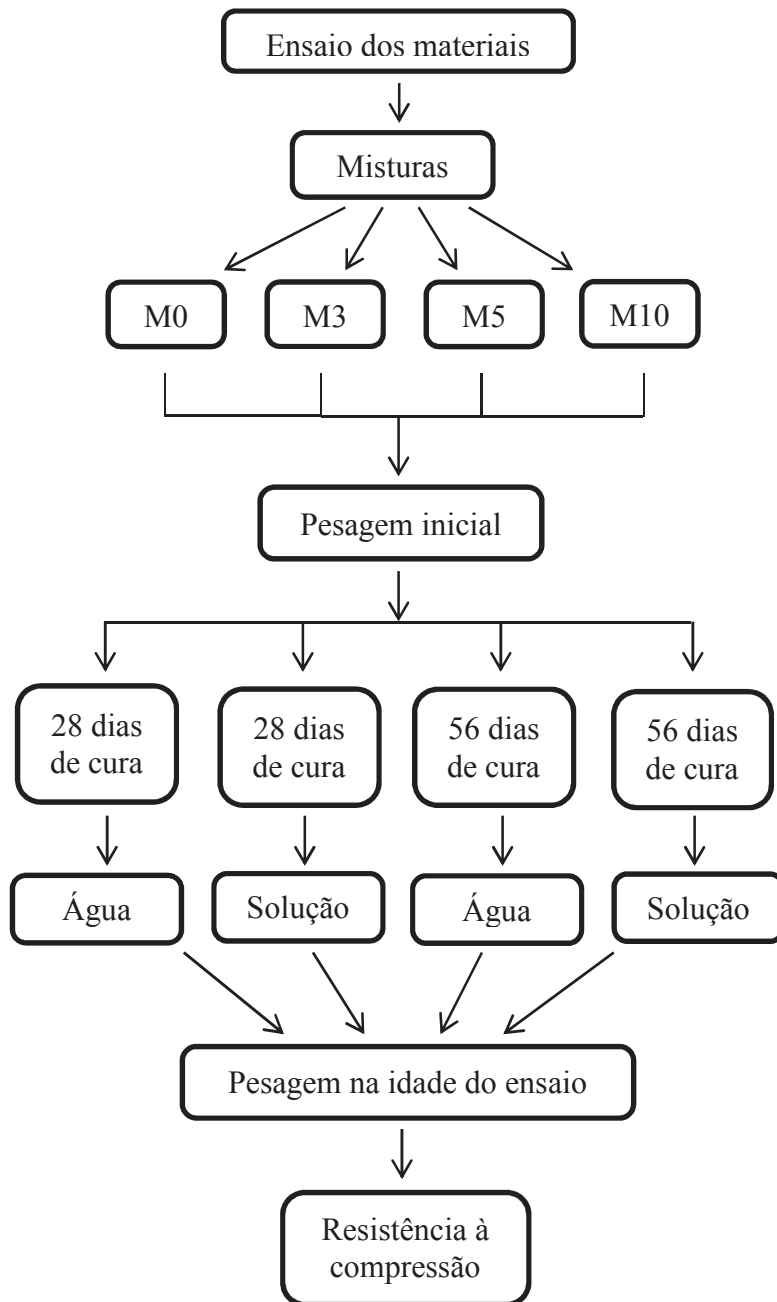 Ensaio dos materiais
Misturas
M0
M3
M5
M10
Pesagem inicial
28 dias
de cura
28 dias
de cura
56 dias
de cura
56 dias
de cura
Água
Solução
Água
Solução
Pesagem na idade do ensaio
Resistência à
compressão